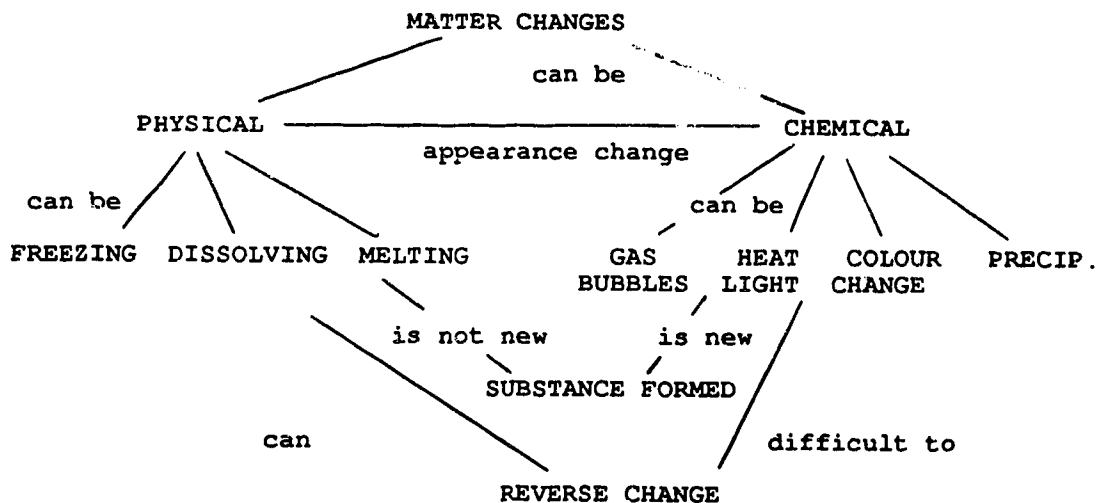 MATTER CHANGES
can be
PHYSICAL CHEMICAL
appearance change
can be can be
FREEZING DISSOLVING MELTING GAS HEAT COLOUR PRECIP.
BUBBLES LIGHT CHANGE
is not new is new
SUBSTANCE FORMED
can difficult to
REVERSE CHANGE